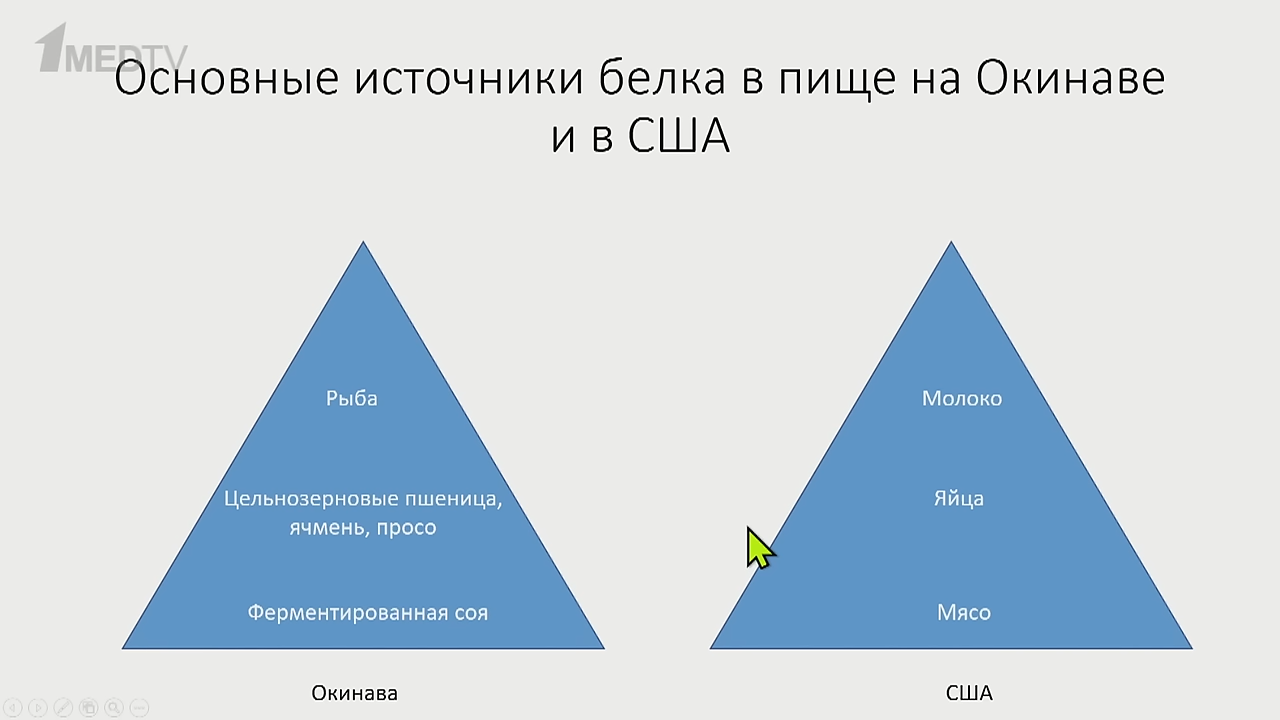 1MEDTV
Основные источники белка в пище на Окинаве
и в США
Рыба
Цельнозерновые пшеница,
ячмень, просо
Ферментированная соя
Окинава
Молоко
Яйца
Мясо
США